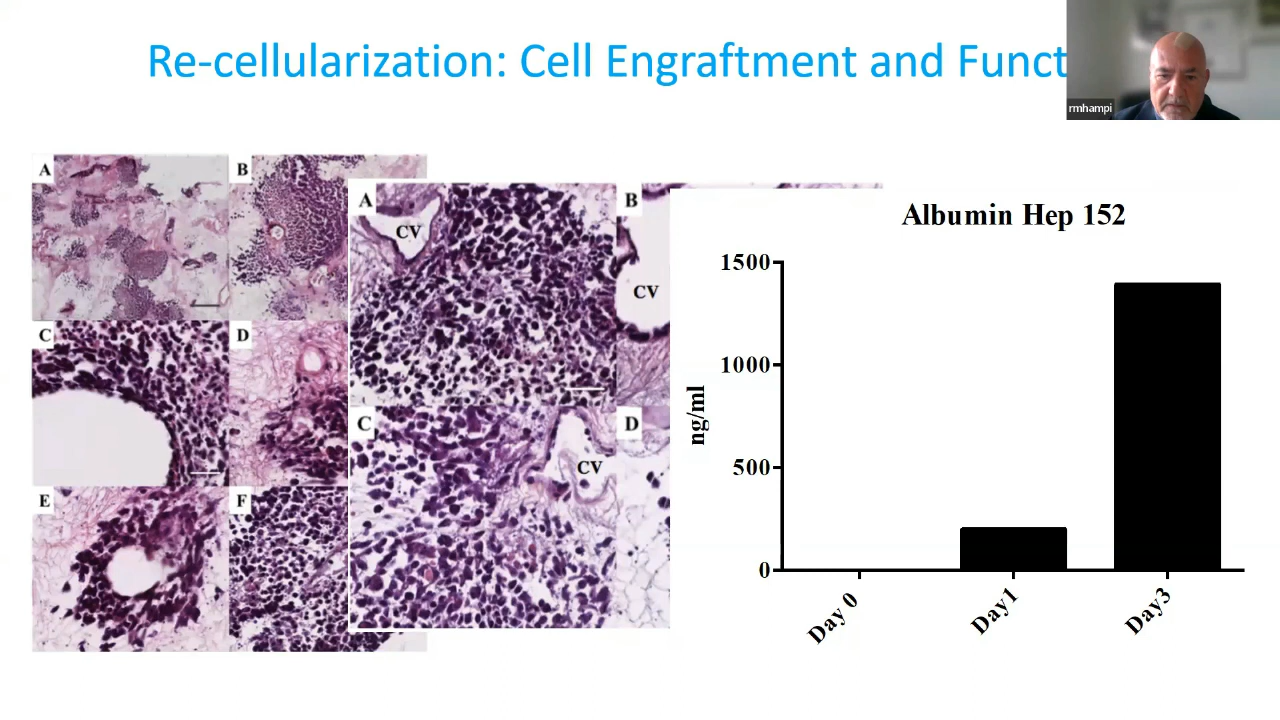 Re-cellularization: Cell Engraftment and Funct
rmhampi
A
B
C
D
E
F
A
CV
B
CV
C
CV
D
Albumin Hep 152
ng/ml
1500
1000
500
0
Day 0
Day1
Day3